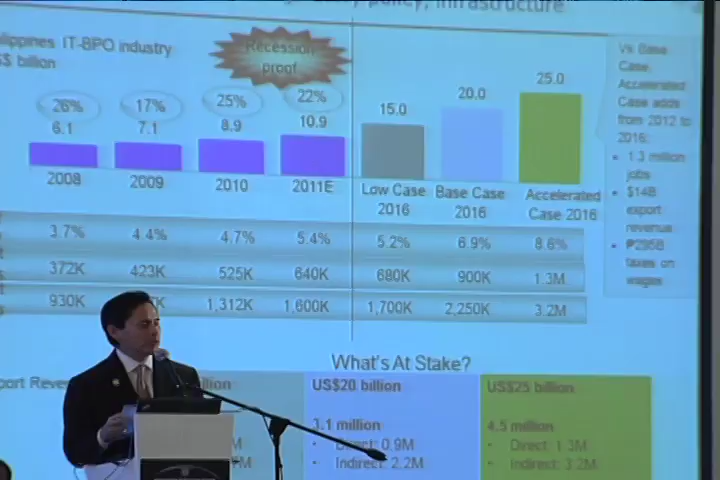 policy, infrastructure
ilippines IT-BPO industry
S$ billion
Recession
proof
26% 17% 25% 22%
6.1 7.1 8.9 10.9 15.0 20.0 25.0
2008 2009 2010 2011E Low Case 2016 Base Case 2016 Accelerated Case 2016
3.7% 4.4% 4.7% 5.4% 5.2% 6.9% 8.6%
372K 423K 525K 640K 680K 900K 1.3M
930K 1,312K 1,600K 1,700K 2,250K 3.2M
Vs Base
Case,
Accelerated
Case adds
from 2012 to
2016:
• 1.3 million
jobs
• $14B
export
revenue
• ₱295B
taxes on
wages
What's At Stake?
port Reve
illion
US$20 billion
3.1 million
• Direct: 0.9M
• Indirect: 2.2M
US$25 billion
4.5 million
• Direct: 1.3M
• Indirect: 3.2M